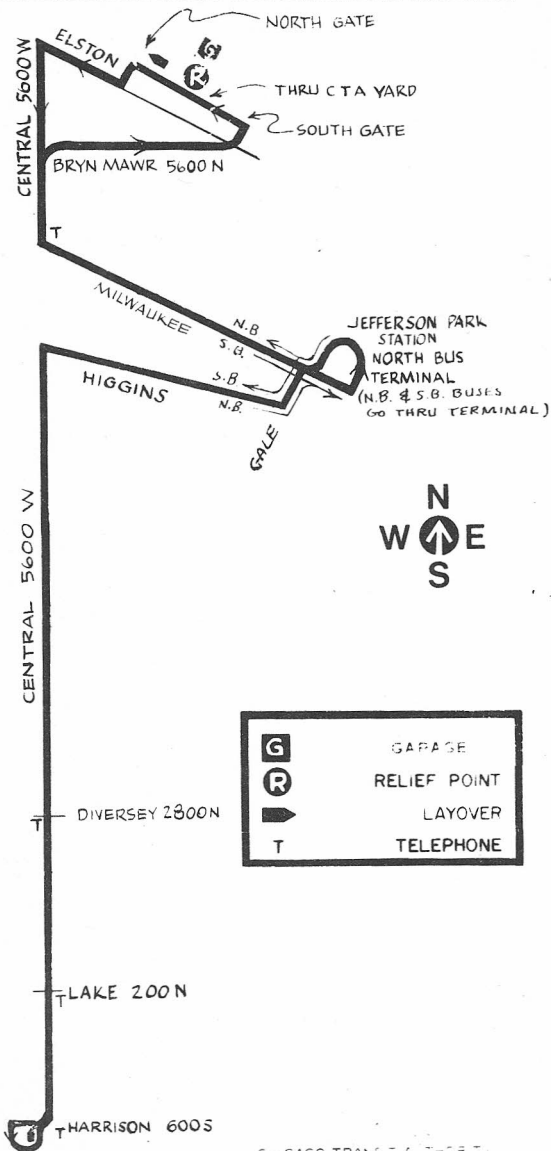 NORTH GATE
ELSTON
G
R
THRU CTA YARD
SOUTH GATE
CENTRAL 5600 W
BRYN MAWR 5600 N
T
MILWAUKEE
N.B
S.B.
JEFFERSON PARK
STATION
NORTH BUS
TERMINAL
(N.B. & S.B. BUSES
GO THRU TERMINAL)
HIGGINS
S.B
N.B.
GALE
N
W E
S
CENTRAL 5600 W
G GARAGE
R RELIEF POINT
LAYOVER
T TELEPHONE
T DIVERSEY 2800N
T LAKE 200 N
T HARRISON 600S
TRANSIT